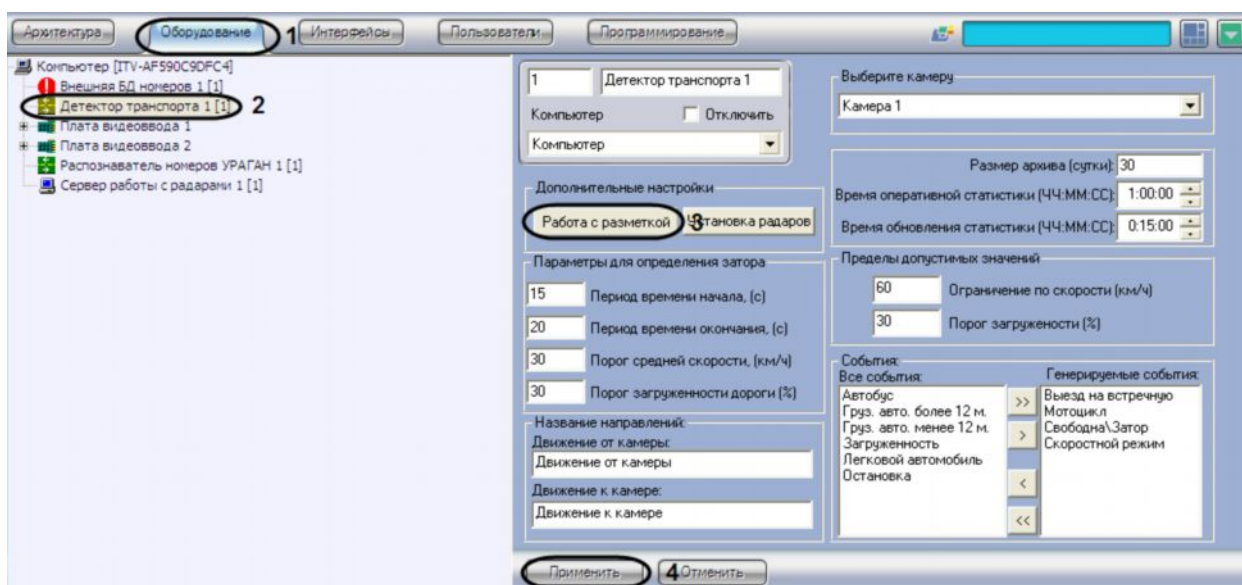 Архитектура Оборудование 1 Интерфейсы Пользователи Программирование
Компьютер [ITV-AF590C9DFC4]
Внешняя БД номеров 1 [1]
Детектор транспорта 1 [1] 2
Плата видеоввода 1
Плата видеоввода 2
Распознаватель номеров УРАГАН 1 [1]
Сервер работы с радарами 1 [1]
1 Детектор транспорта 1
Компьютер Отключить
Компьютер
Дополнительные настройки
Работа с разметкой 3 Установка радаров
Параметры для определения затора
15 Период времени начала, (с)
20 Период времени окончания, (с)
30 Порог средней скорости, (км/ч)
30 Порог загруженности дороги (%)
Название направлений:
Движение от камеры:
Движение от камеры
Движение к камере:
Движение к камере
Выберите камеру
Камера 1
Размер архива (сутки): 30
Время оперативной статистики (ЧЧ:ММ:СС): 1:00:00
Время обновления статистики (ЧЧ:ММ:СС): 0:15:00
Пределы допустимых значений
60 Ограничение по скорости (км/ч)
30 Порог загружености (%)
События:
Все события:
Автобус
Груз. авто. более 12 м.
Груз. авто. менее 12 м.
Загруженность
Легковой автомобиль
Остановка
>>
>
<
<<
Генерируемые события:
Выезд на встречную
Мотоцикл
Свободна\Затор
Скоростной режим
Применить 4 Отменить